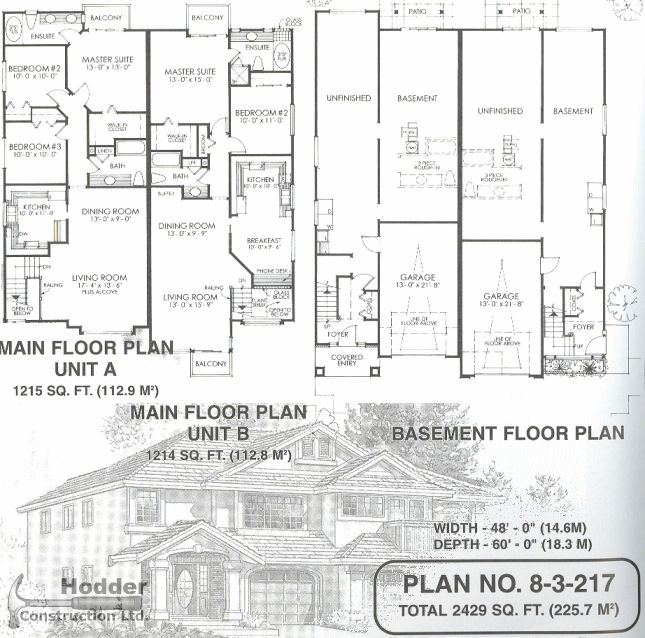 BALCONY
ENSUITE
MASTER SUITE
13'- 0" x 13'- 0"
BEDROOM #2
10'- 0" x 10'- 0"
WALK-IN
CLOSET
BEDROOM #3
10'- 0" x 10'- 0"
LINEN
BATH
KITCHEN
10'- 0" x 11'- 8"
DW
DINING ROOM
13'- 0" x 9'- 0"
LIVING ROOM
17'- 4" x 13'- 6"
PLUS ALCOVE
DN
RAILING
OPEN TO
BELOW
BALCONY
GLASS
BLOCK
ENSUITE
MASTER SUITE
13'- 0" x 15'- 0"
BEDROOM #2
10'- 0" x 11'- 0"
WALK-IN
CLOSET
BROOM
BATH
BUFFET
KITCHEN
DINING ROOM
13'- 0" x 9'- 9"
BREAKFAST
10'- 0" x 9'- 6"
PHONE DESK
DN
RAILING
LIVING ROOM
13'- 0" x 15'- 9"
PLANT
SHELF
GLASS
BLOCK
OPEN TO
BELOW
BALCONY
PATIO
PATIO
UNFINISHED
BASEMENT
UNFINISHED
BASEMENT
3 PIECE
ROUGH-IN
3 PIECE
ROUGH-IN
D
W
D
W
GARAGE
13'- 0" x 21'- 8"
LINE OF
FLOOR ABOVE
GARAGE
13'- 0" x 21'- 8"
LINE OF
FLOOR ABOVE
FOYER
UP
FOYER
COVERED
ENTRY
MAIN FLOOR PLAN
UNIT A
1215 SQ. FT. (112.9 M²)
MAIN FLOOR PLAN
UNIT B
1214 SQ. FT. (112.8 M²)
BASEMENT FLOOR PLAN
WIDTH - 48' - 0" (14.6M)
DEPTH - 60' - 0" (18.3 M)
PLAN NO. 8-3-217
TOTAL 2429 SQ. FT. (225.7 M²)
Hodder
Construction Ltd.